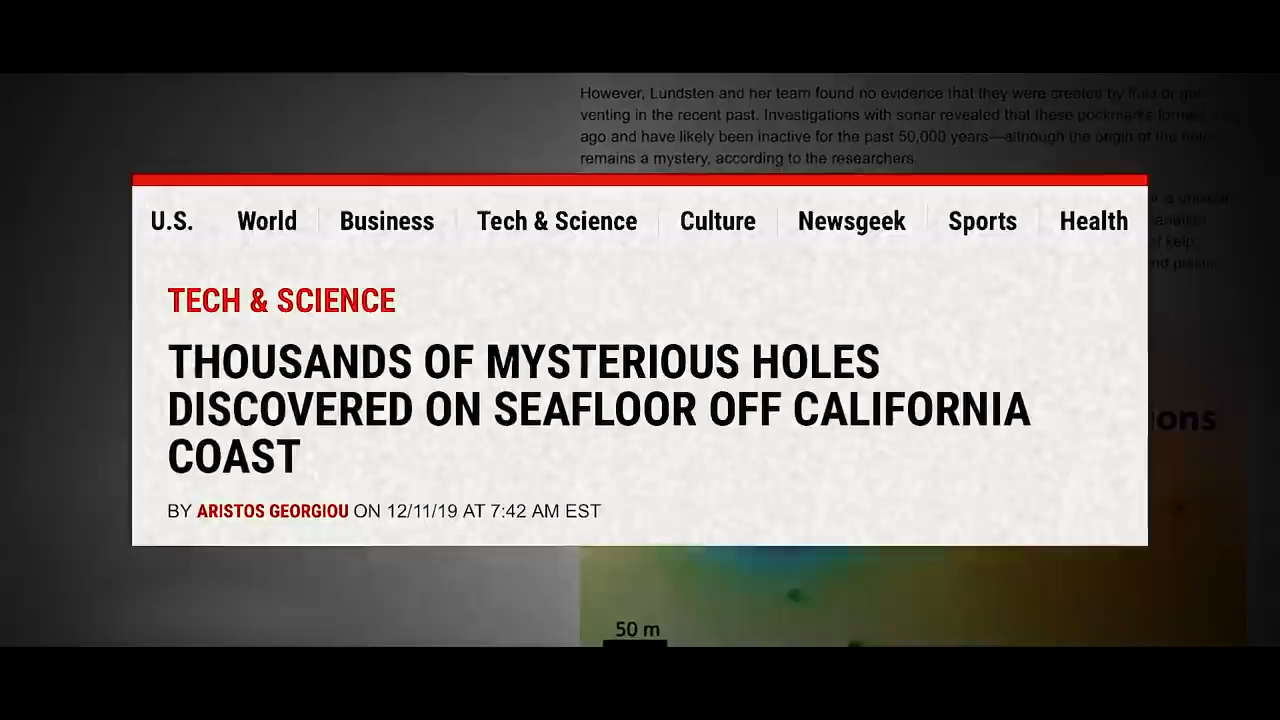 However, Lundsten and her team found no evidence that they were created by fluid or gas
venting in the recent past. Investigations with sonar revealed that these pockmarks formed
ago and have likely been inactive for the past 50,000 years—although the origin of the holes
remains a mystery, according to the researchers.
U.S. World Business Tech & Science Culture Newsgeek Sports Health
TECH & SCIENCE
THOUSANDS OF MYSTERIOUS HOLES
DISCOVERED ON SEAFLOOR OFF CALIFORNIA
COAST
BY ARISTOS GEORGIOU ON 12/11/19 AT 7:42 AM EST
of kelp
50 m